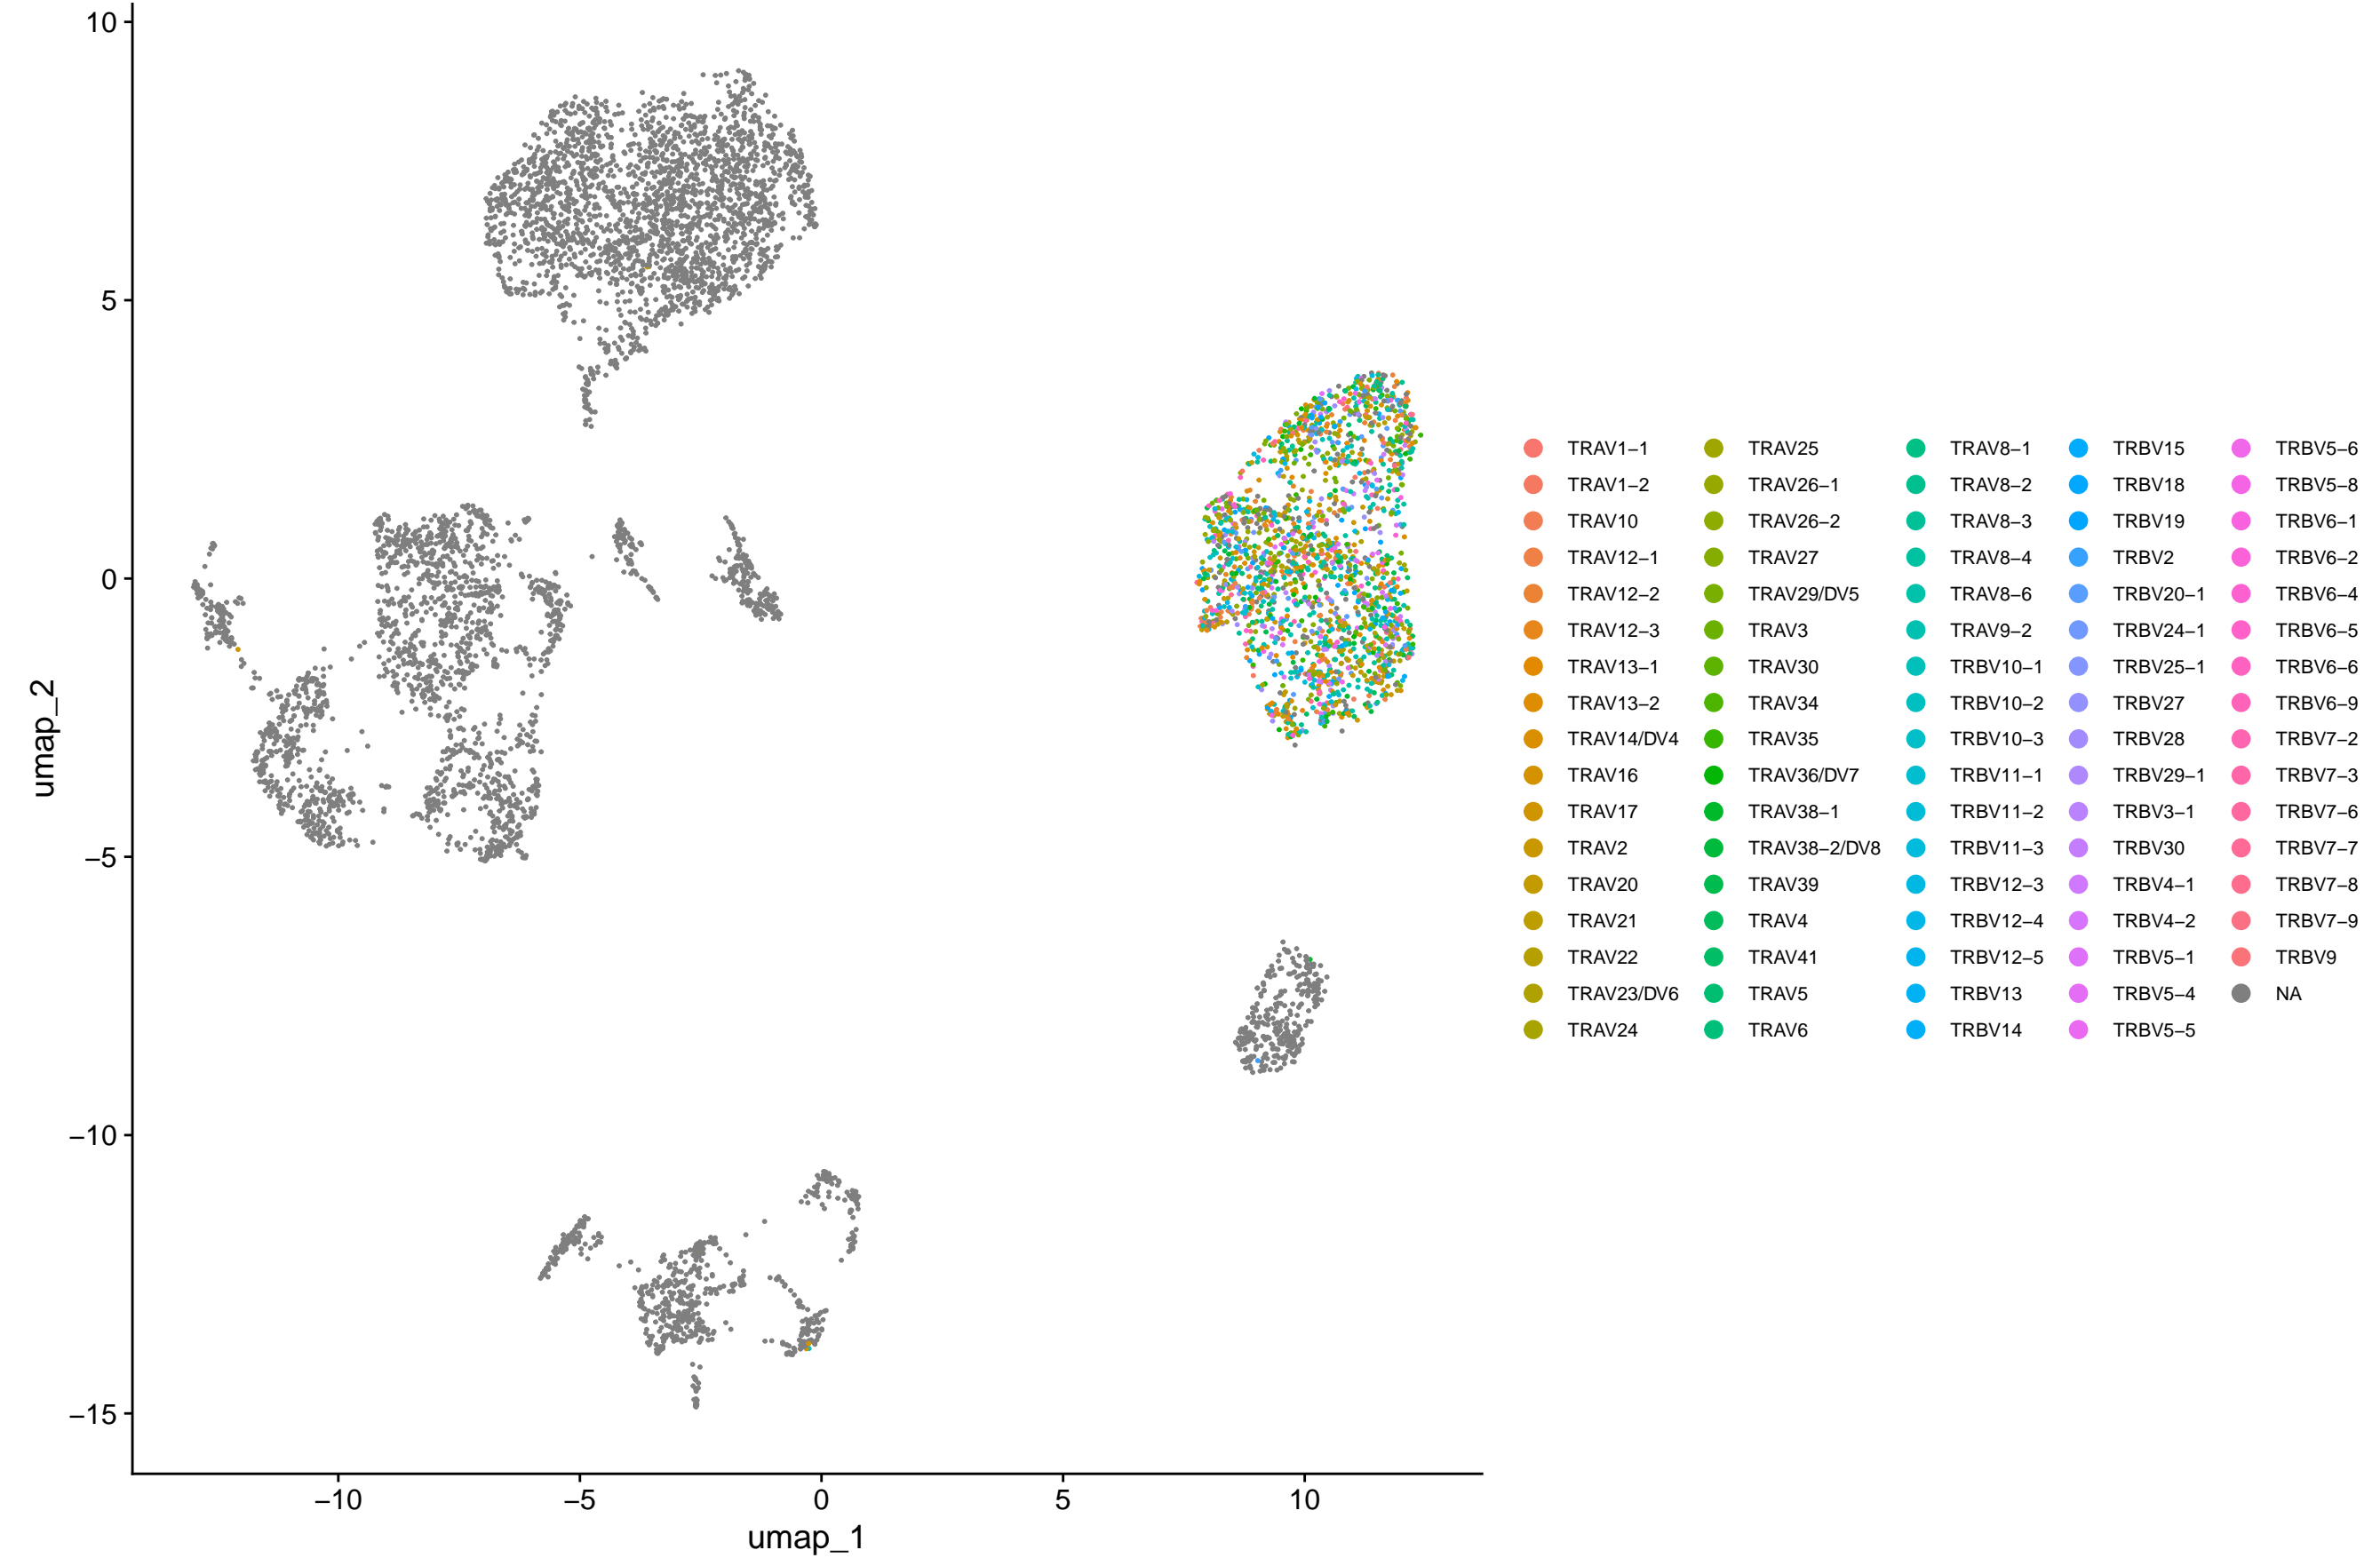 10
5
0
−5
−10
−15
umap_2
−10
−5
0
5
10
umap_1
TRAV1−1
TRAV1−2
TRAV10
TRAV12−1
TRAV12−2
TRAV12−3
TRAV13−1
TRAV13−2
TRAV14/DV4
TRAV16
TRAV17
TRAV2
TRAV20
TRAV21
TRAV22
TRAV23/DV6
TRAV24
TRAV25
TRAV26−1
TRAV26−2
TRAV27
TRAV29/DV5
TRAV3
TRAV30
TRAV34
TRAV35
TRAV36/DV7
TRAV38−1
TRAV38−2/DV8
TRAV39
TRAV4
TRAV41
TRAV5
TRAV6
TRAV8−1
TRAV8−2
TRAV8−3
TRAV8−4
TRAV8−6
TRAV9−2
TRBV10−1
TRBV10−2
TRBV10−3
TRBV11−1
TRBV11−2
TRBV11−3
TRBV12−3
TRBV12−4
TRBV12−5
TRBV13
TRBV14
TRBV15
TRBV18
TRBV19
TRBV2
TRBV20−1
TRBV24−1
TRBV25−1
TRBV27
TRBV28
TRBV29−1
TRBV3−1
TRBV30
TRBV4−1
TRBV4−2
TRBV5−1
TRBV5−4
TRBV5−5
TRBV5−6
TRBV5−8
TRBV6−1
TRBV6−2
TRBV6−4
TRBV6−5
TRBV6−6
TRBV6−9
TRBV7−2
TRBV7−3
TRBV7−6
TRBV7−7
TRBV7−8
TRBV7−9
TRBV9
NA